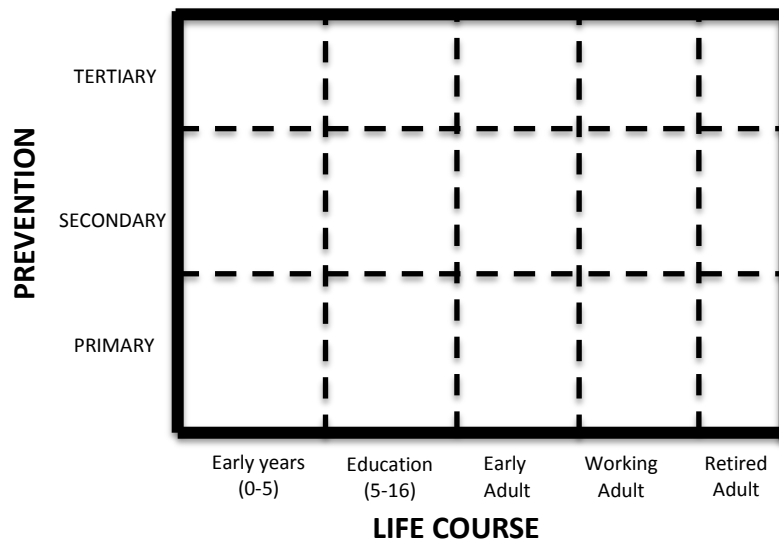 TERTIARY
SECONDARY
PRIMARY
PREVENTION
Early years
(0-5)
Education
(5-16)
Early
Adult
Working
Adult
Retired
Adult
LIFE COURSE